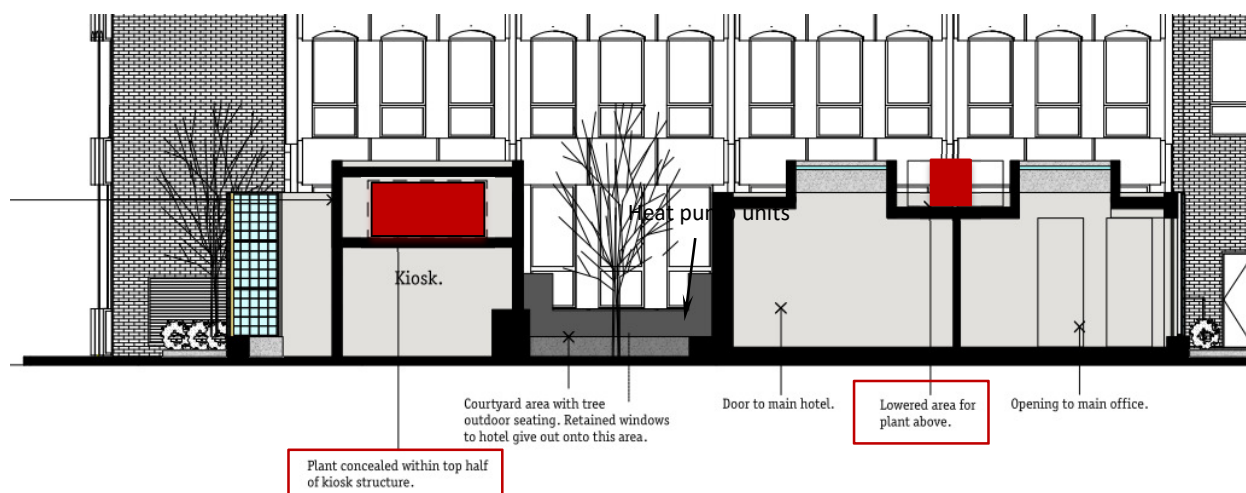 Heat pump units
Kiosk.
Courtyard area with tree
outdoor seating. Retained windows
to hotel give out onto this area.
Door to main hotel.
Lowered area for
plant above.
Opening to main office.
Plant concealed within top half
of kiosk structure.